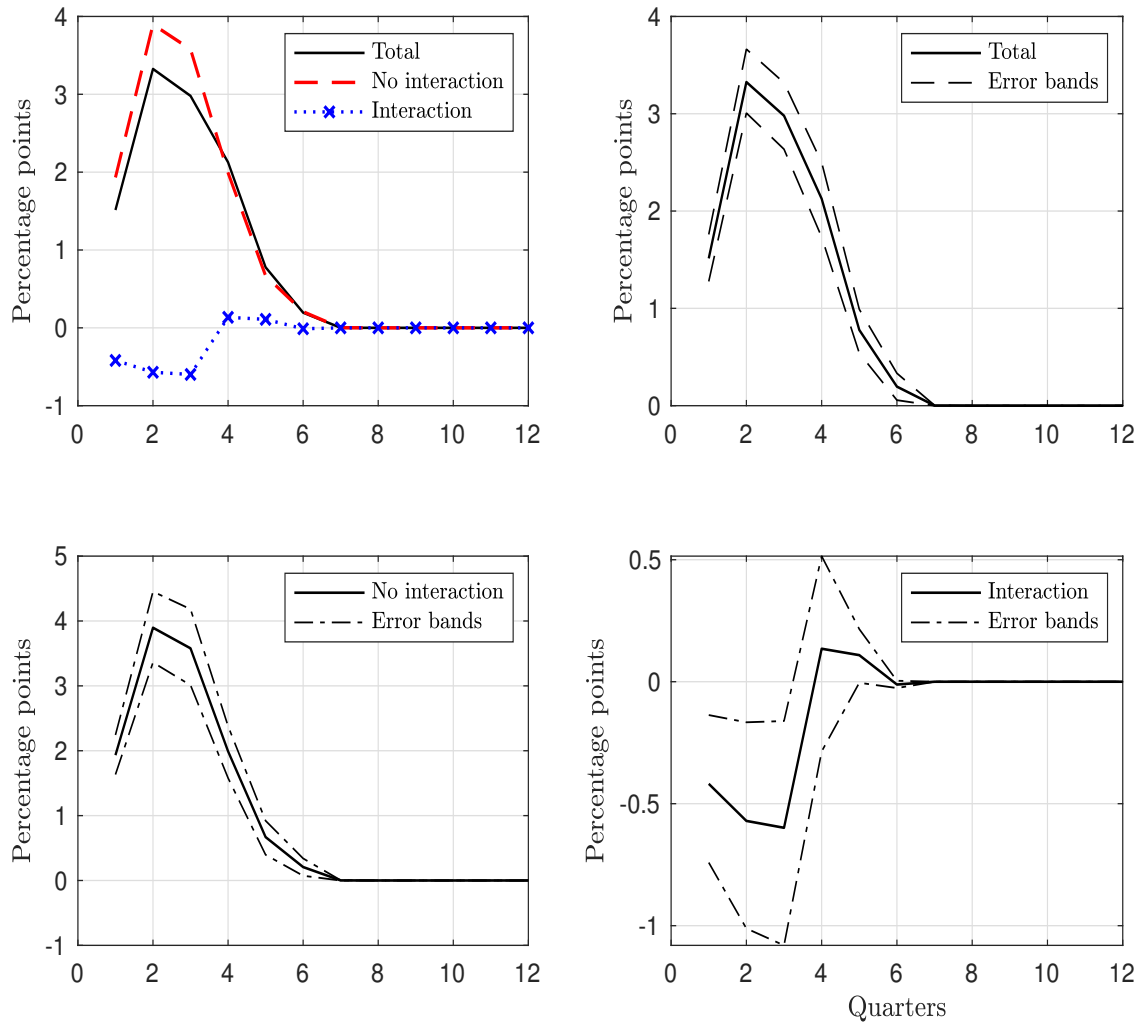 4
3
2
1
0
-1
Percentage points
Total
No interaction
Interaction
0 2 4 6 8 10 12
4
3
2
1
0
Percentage points
Total
Error bands
0 2 4 6 8 10 12
5
4
3
2
1
0
-1
Percentage points
No interaction
Error bands
0 2 4 6 8 10 12
0.5
0
-0.5
-1
Percentage points
Interaction
Error bands
0 2 4 6 8 10 12
Quarters